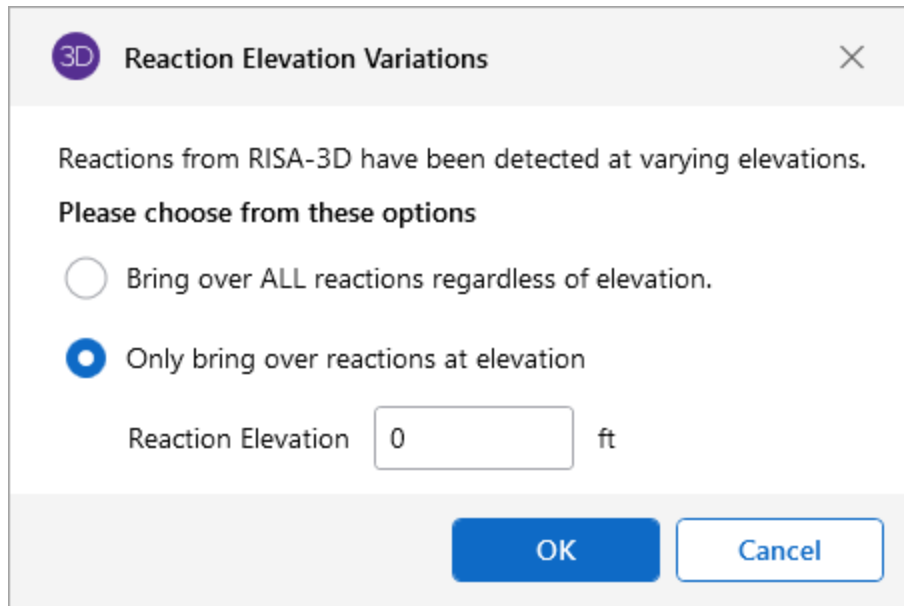 3D Reaction Elevation Variations
Reactions from RISA-3D have been detected at varying elevations.
Please choose from these options
Bring over ALL reactions regardless of elevation.
Only bring over reactions at elevation
Reaction Elevation 0 ft
OK Cancel